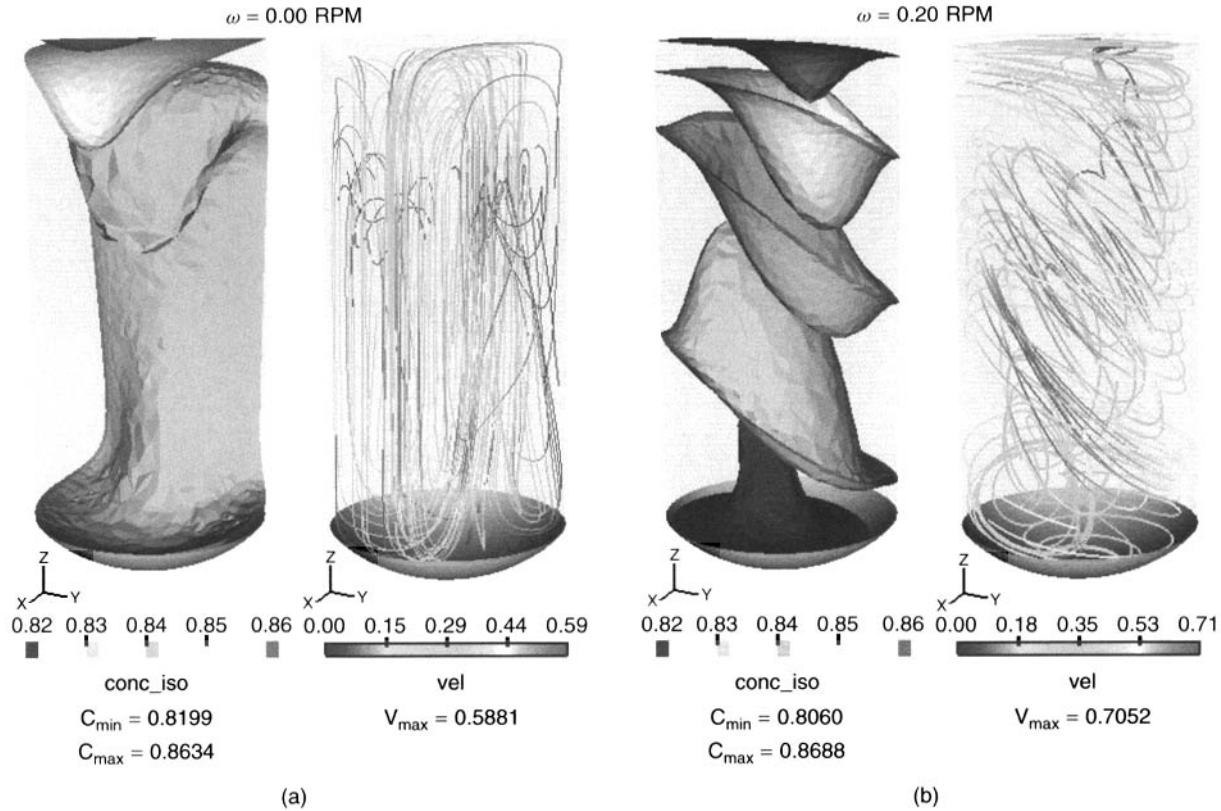 ω = 0.00 RPM
ω = 0.20 RPM
Z
X
Y
Z
X
Y
Z
X
Y
Z
X
Y
0.82 0.83 0.84 0.85 0.86
0.00 0.15 0.29 0.44 0.59
0.82 0.83 0.84 0.85 0.86
0.00 0.18 0.35 0.53 0.71
conc_iso
vel
conc_iso
vel
C_min = 0.8199
V_max = 0.5881
C_min = 0.8060
V_max = 0.7052
C_max = 0.8634
C_max = 0.8688
(a)
(b)